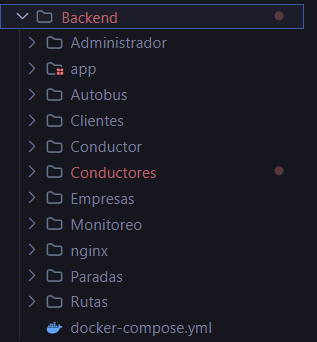 Backend
Administrador
app
Autobus
Clientes
Conductor
Conductores
Empresas
Monitoreo
nginx
Paradas
Rutas
docker-compose.yml